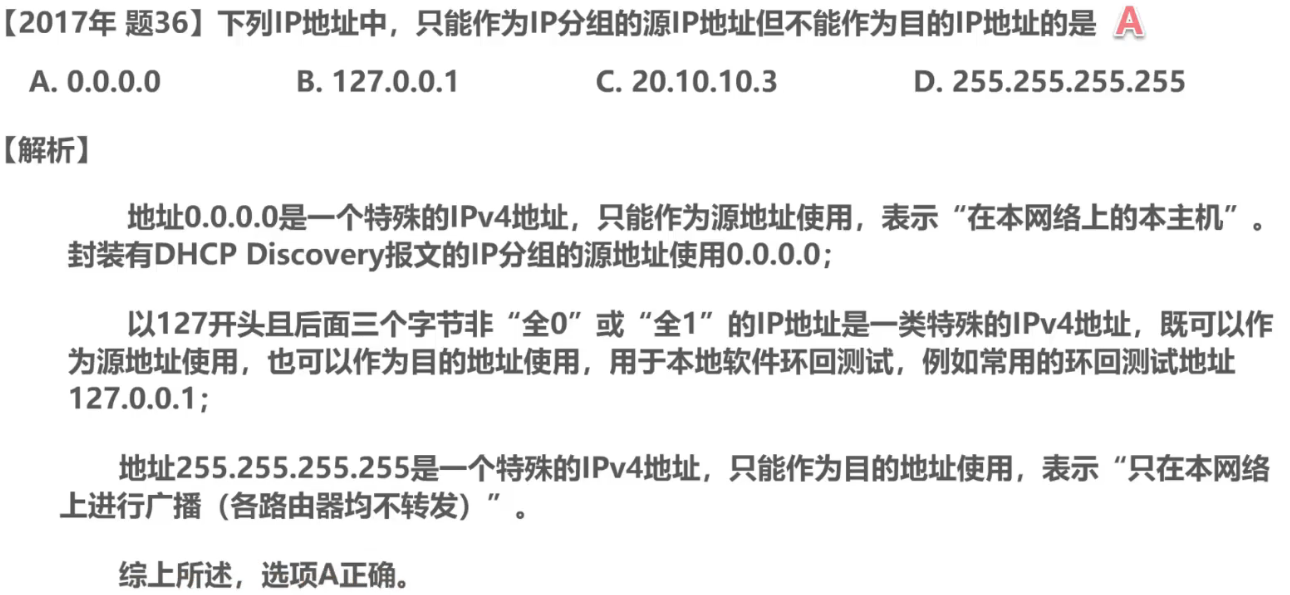 【2017年 题36】下列IP地址中，只能作为IP分组的源IP地址但不能作为目的IP地址的是 A
A. 0.0.0.0 B. 127.0.0.1 C. 20.10.10.3 D. 255.255.255.255
【解析】
地址0.0.0.0是一个特殊的IPv4地址，只能作为源地址使用，表示“在本网络上的本主机”。
封装有DHCP Discovery报文的IP分组的源地址使用0.0.0.0；
以127开头且后面三个字节非“全0”或“全1”的IP地址是一类特殊的IPv4地址，既可以作
为源地址使用，也可以作为目的地址使用，用于本地软件环回测试，例如常用的环回测试地址
127.0.0.1；
地址255.255.255.255是一个特殊的IPv4地址，只能作为目的地址使用，表示“只在本网络
上进行广播（各路由器均不转发）”。
综上所述，选项A正确。